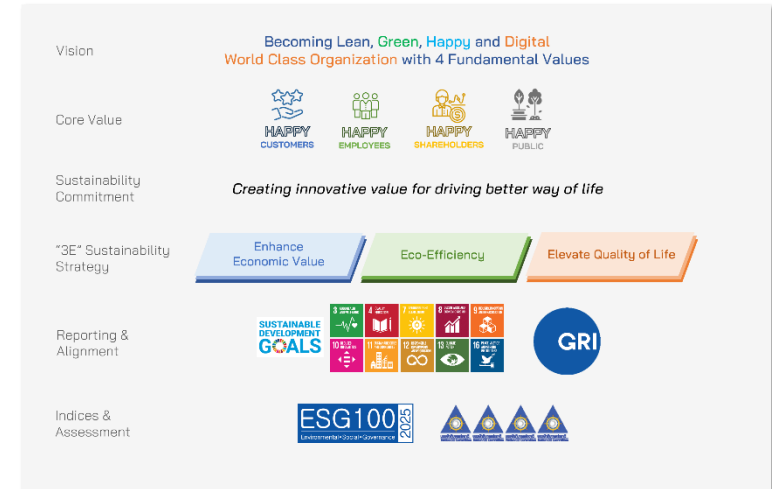 Vision
Becoming Lean, Green, Happy and Digital
World Class Organization with 4 Fundamental Values
Core Value
HAPPY
CUSTOMERS
HAPPY
EMPLOYEES
HAPPY
SHAREHOLDERS
HAPPY
PUBLIC
Sustainability
Commitment
Creating innovative value for driving better way of life
"3E" Sustainability
Strategy
Enhance
Economic Value
Eco-Efficiency
Elevate Quality of Life
Reporting &
Alignment
SUSTAINABLE
DEVELOPMENT
GOALS
3
4
7
8
9
10
11
12
13
16
GRI
Indices &
Assessment
ESG100
Environmental•Social•Governance
2025